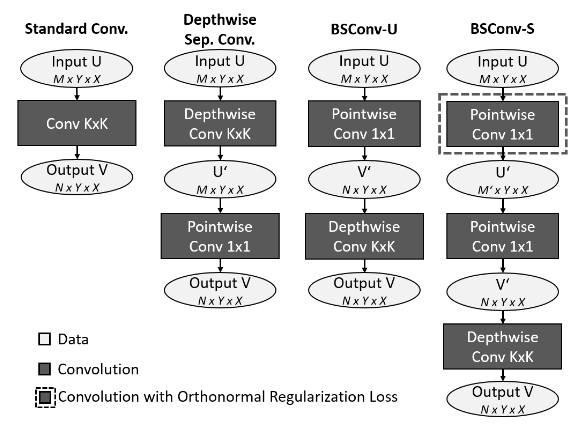 Standard Conv.
Input U
M x Y x X
Conv KxK
Output V
N x Y x X
Depthwise
Sep. Conv.
Input U
M x Y x X
Depthwise
Conv KxK
U‘
M x Y x X
Pointwise
Conv 1x1
Output V
N x Y x X
BSConv-U
Input U
M x Y x X
Pointwise
Conv 1x1
V‘
N x Y x X
Depthwise
Conv KxK
Output V
N x Y x X
BSConv-S
Input U
M x Y x X
Pointwise
Conv 1x1
U‘
M‘ x Y x X
Pointwise
Conv 1x1
V‘
N x Y x X
Depthwise
Conv KxK
Output V
N x Y x X
Data
Convolution
Convolution with Orthonormal Regularization Loss